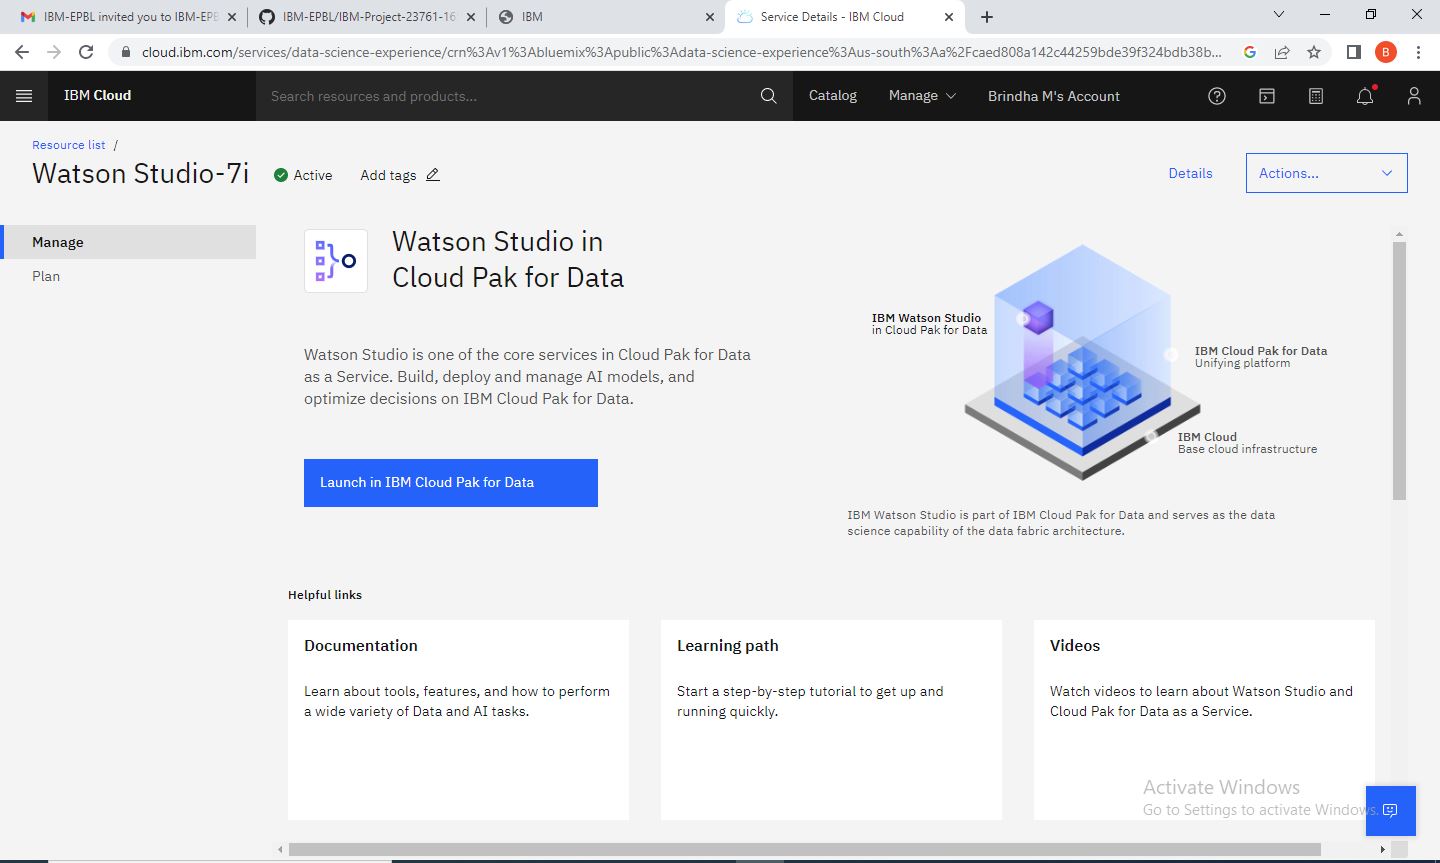 IBM-EPBL invited you to IBM-EPB
IBM-EPBL/IBM-Project-23761-16
IBM
Service Details - IBM Cloud
cloud.ibm.com/services/data-science-experience/crn%3Av1%3Abluemix%3Apublic%3Adata-science-experience%3Aus-south%3Aa%2Fcaed808a142c44259bde39f324bdb38b...
B
IBM Cloud
Search resources and products...
Catalog
Manage
Brindha M's Account
Resource list /
Watson Studio-7i
Active
Add tags
Details
Actions...
Manage
Plan
Watson Studio in
Cloud Pak for Data
Watson Studio is one of the core services in Cloud Pak for Data
as a Service. Build, deploy and manage AI models, and
optimize decisions on IBM Cloud Pak for Data.
Launch in IBM Cloud Pak for Data
IBM Watson Studio
in Cloud Pak for Data
IBM Cloud Pak for Data
Unifying platform
IBM Cloud
Base cloud infrastructure
IBM Watson Studio is part of IBM Cloud Pak for Data and serves as the data
science capability of the data fabric architecture.
Helpful links
Documentation
Learn about tools, features, and how to perform
a wide variety of Data and AI tasks.
Learning path
Start a step-by-step tutorial to get up and
running quickly.
Videos
Watch videos to learn about Watson Studio and
Cloud Pak for Data as a Service.
Activate Windows
Go to Settings to activate Windows.